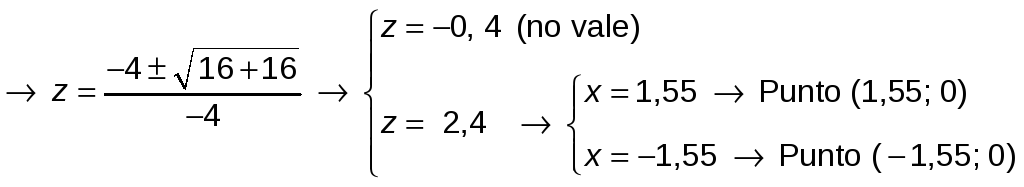 z = –0, 4 (no vale)
→ z = (–4 ± √(16 + 16)) / –4 →
z = 2,4 →
x = 1,55 → Punto (1,55; 0)
x = –1,55 → Punto ( – 1,55; 0)